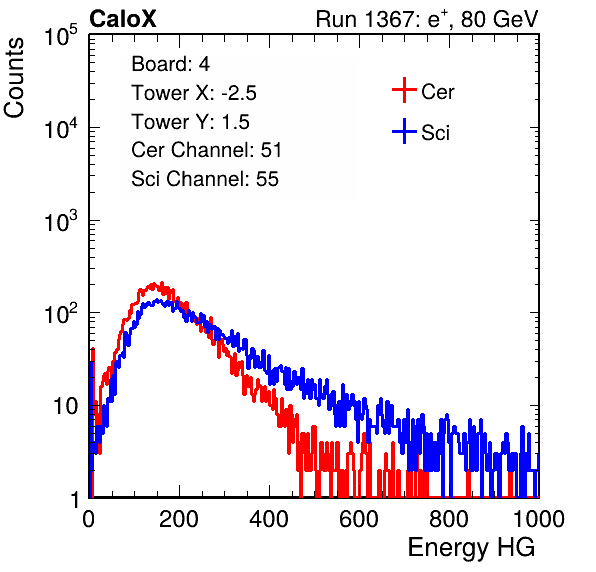 CaloX Run 1367: e⁺, 80 GeV
Counts
10⁵
10⁴
10³
10²
10
1
Board: 4
Tower X: -2.5
Tower Y: 1.5
Cer Channel: 51
Sci Channel: 55
Cer
Sci
0 200 400 600 800 1000
Energy HG